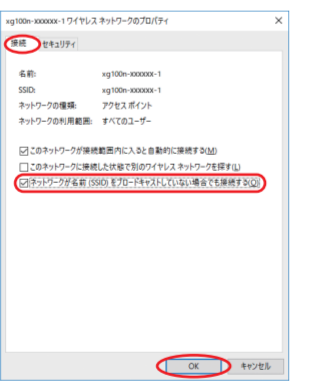 xg100n-xxxxxx-1 ワイヤレス ネットワークのプロパティ
接続 セキュリティ
名前: xg100n-xxxxxx-1
SSID: xg100n-xxxxxx-1
ネットワークの種類: アクセス ポイント
ネットワークの利用範囲: すべてのユーザー
このネットワークが接続範囲内に入ると自動的に接続する(M)
このネットワークに接続した状態で別のワイヤレス ネットワークを探す(L)
ネットワークが名前 (SSID) をブロードキャストしていない場合でも接続する(O)
OK キャンセル